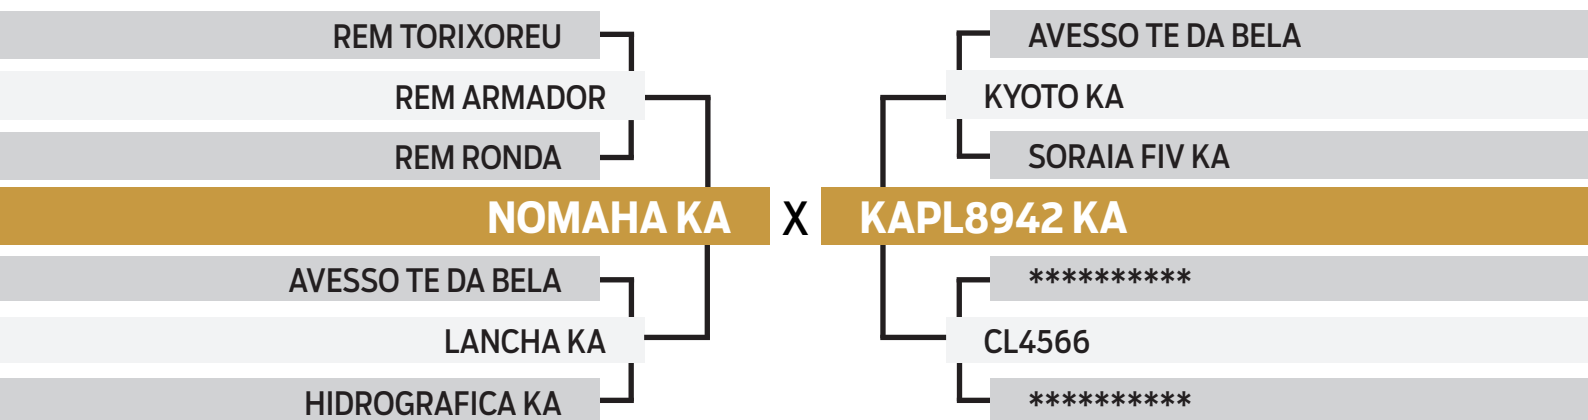 REM TORIXOREU
AVESSO TE DA BELA
REM ARMADOR
KYOTO KA
REM RONDA
SORAIA FIV KA
NOMAHA KA X KAPL8942 KA
AVESSO TE DA BELA
**********
LANCHA KA
CL4566
HIDROGRAFICA KA
**********